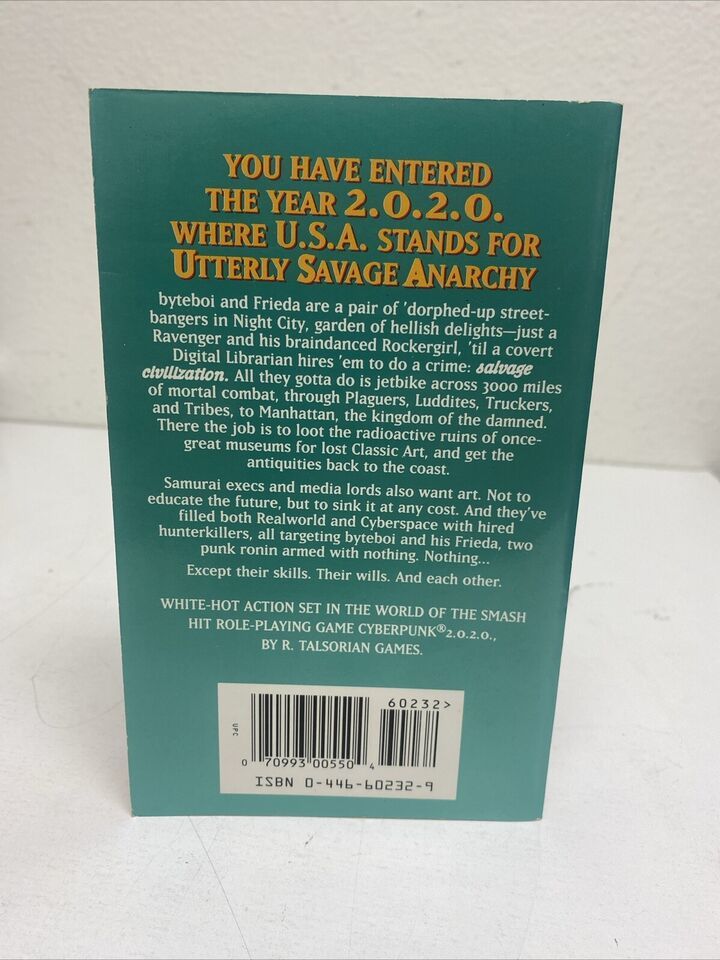 YOU HAVE ENTERED
THE YEAR 2.0.2.0.
WHERE U.S.A. STANDS FOR
UTTERLY SAVAGE ANARCHY
byteboi and Frieda are a pair of 'dorphed-up street-
bangers in Night City, garden of hellish delights—just a
Ravenger and his braindanced Rockergirl, 'til a covert
Digital Librarian hires 'em to do a crime: salvage
civilization. All they gotta do is jetbike across 3000 miles
of mortal combat, through Plaguers, Luddites, Truckers,
and Tribes, to Manhattan, the kingdom of the damned.
There the job is to loot the radioactive ruins of once-
great museums for lost Classic Art, and get the
antiquities back to the coast.
Samurai execs and media lords also want art. Not to
educate the future, but to sink it at any cost. And they've
filled both Realworld and Cyberspace with hired
hunterkillers, all targeting byteboi and his Frieda, two
punk ronin armed with nothing. Nothing...
Except their skills. Their wills. And each other.
WHITE-HOT ACTION SET IN THE WORLD OF THE SMASH
HIT ROLE-PLAYING GAME CYBERPUNK®2.0.2.0.,
BY R. TALSORIAN GAMES.
60232>
UPC
0 70993 00550 4
ISBN 0-446-60232-9